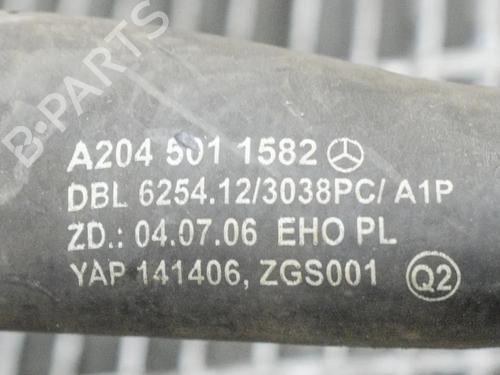 B-PARTS
A204 501 1582
DBL 6254.12/3038PC/ A1P
ZD.: 04.07.06 EHO PL
YAP 141406, ZGS001 Q2